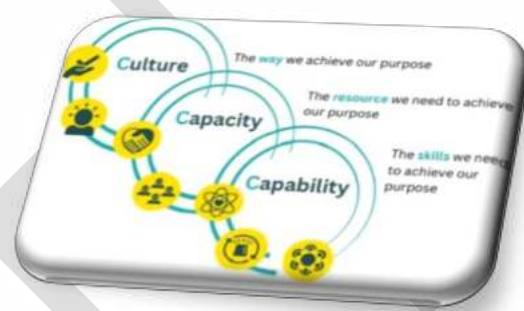 Culture
The way we achieve our purpose
Capacity
The resource we need to achieve
our purpose
Capability
The skills we need
to achieve our
purpose